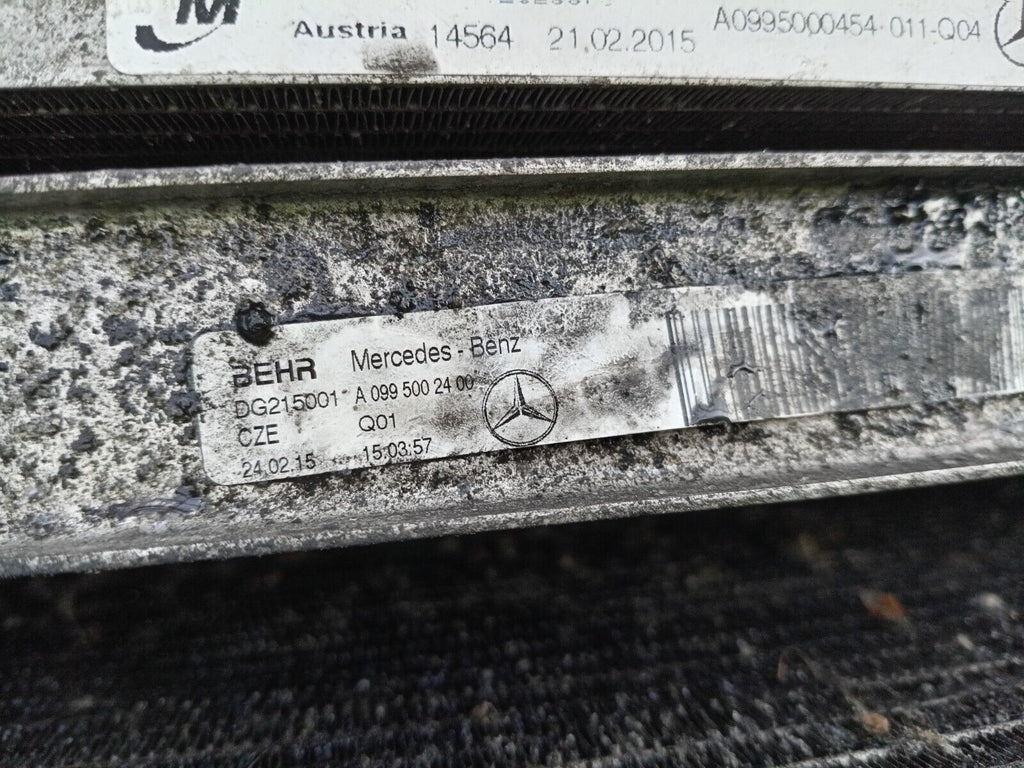 M
Austria 14564 21.02.2015 A0995000454-011-Q04
BEHR Mercedes - Benz
DG215001 A 099 500 24 00
CZE Q01
24.02.15 15:03:57